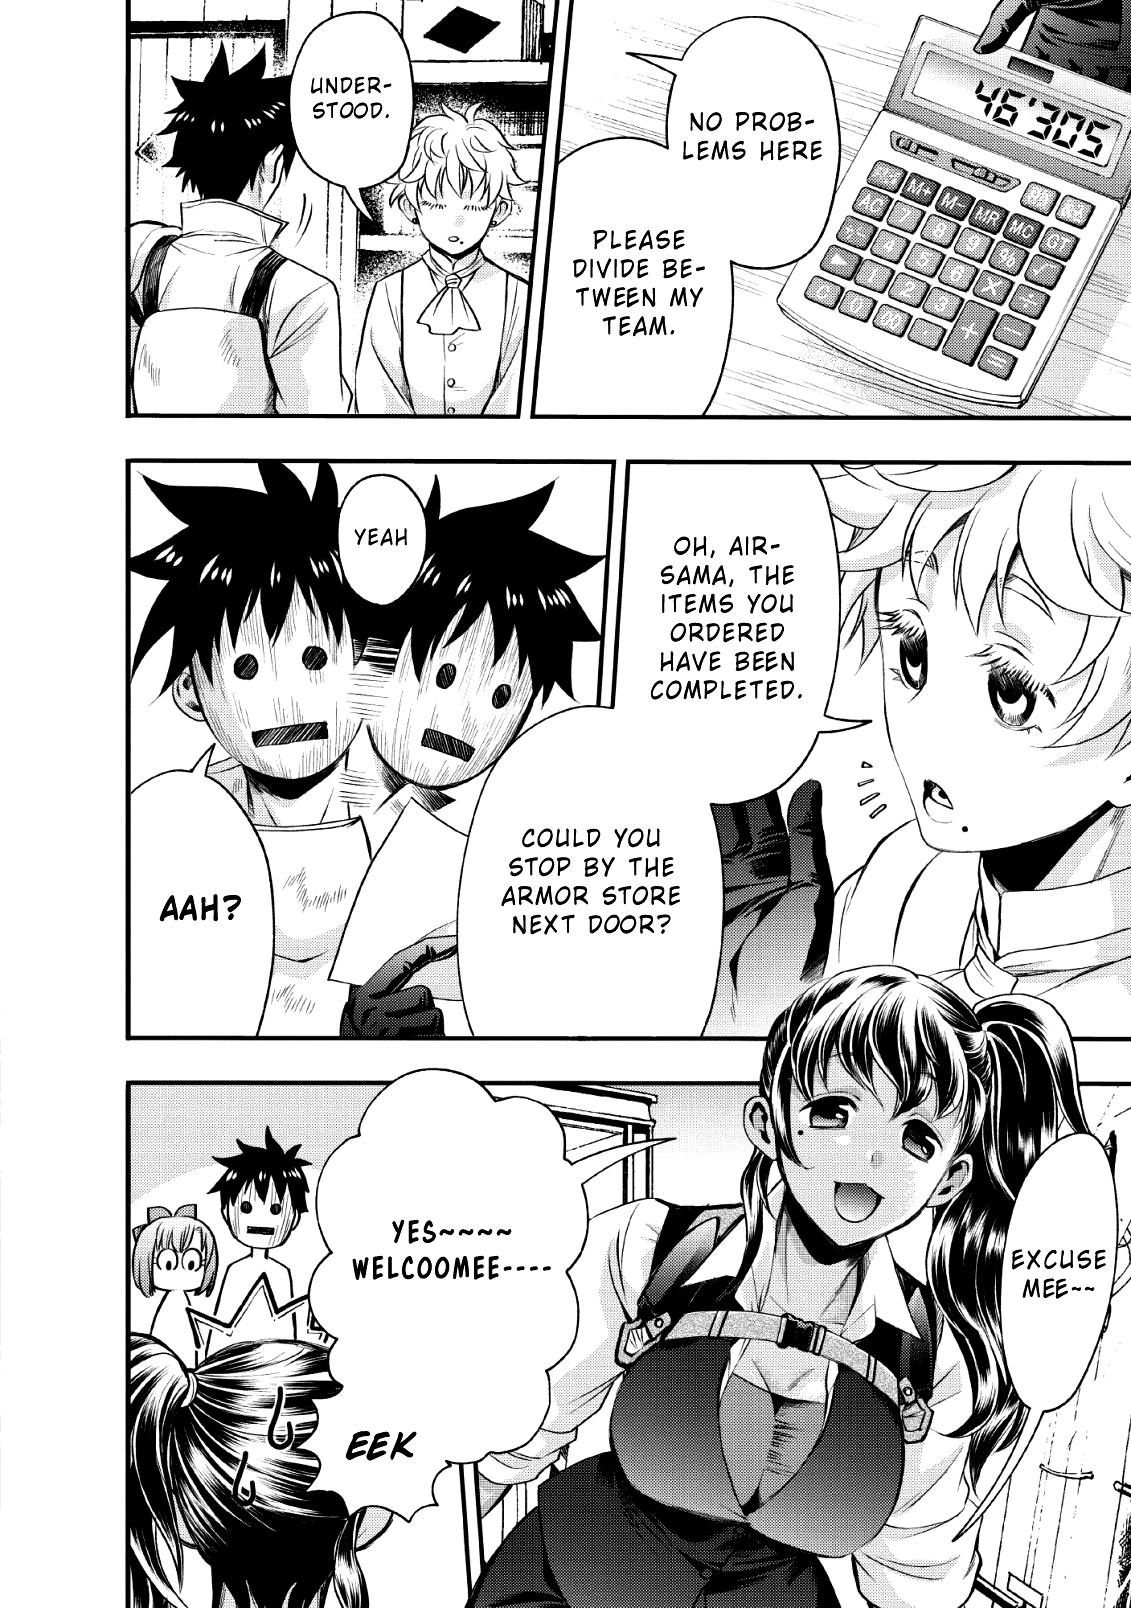 46'305
NO PROB-
LEMS HERE
PLEASE
DIVIDE BE-
TWEEN MY
TEAM.
UNDER-
STOOD.
OH, AIR-
SAMA, THE
ITEMS YOU
ORDERED
HAVE BEEN
COMPLETED.
COULD YOU
STOP BY THE
ARMOR STORE
NEXT DOOR?
YEAH
AAH?
EXCUSE
MEE~~
YES~~~~
WELCOOMEE----
EEK